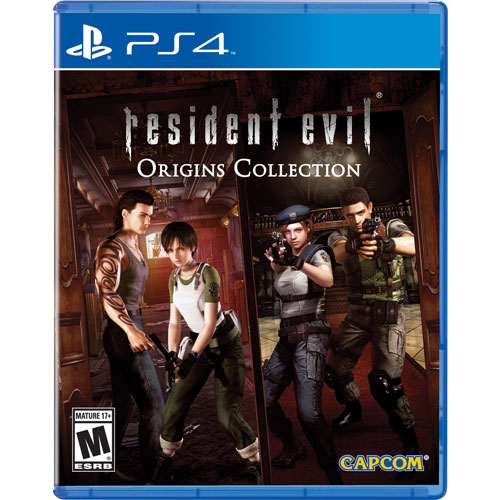 PS4
resident evil®
ORIGINS COLLECTION
MATURE 17+
M
ESRB
CAPCOM